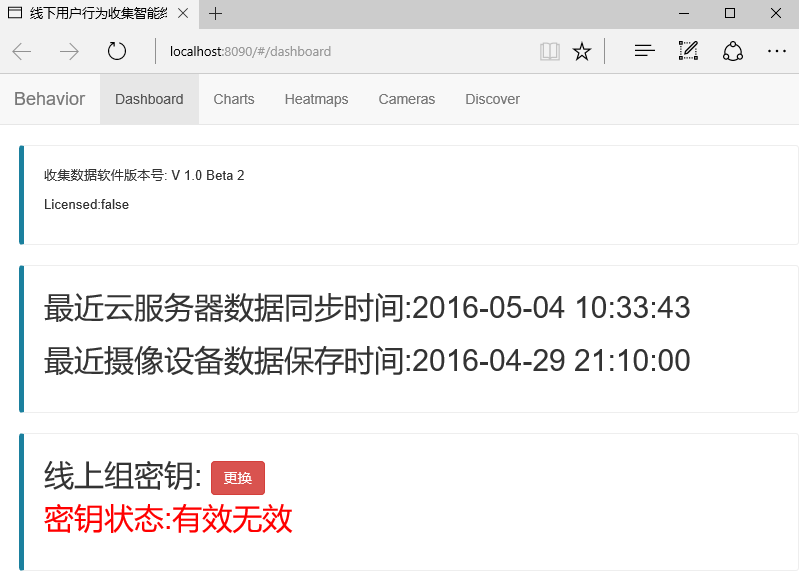 线下用户行为收集智能终
localhost:8090/#/dashboard
Behavior Dashboard Charts Heatmaps Cameras Discover
收集数据软件版本号: V 1.0 Beta 2
Licensed:false
最近云服务器数据同步时间:2016-05-04 10:33:43
最近摄像设备数据保存时间:2016-04-29 21:10:00
线上组密钥: 更换
密钥状态:有效无效